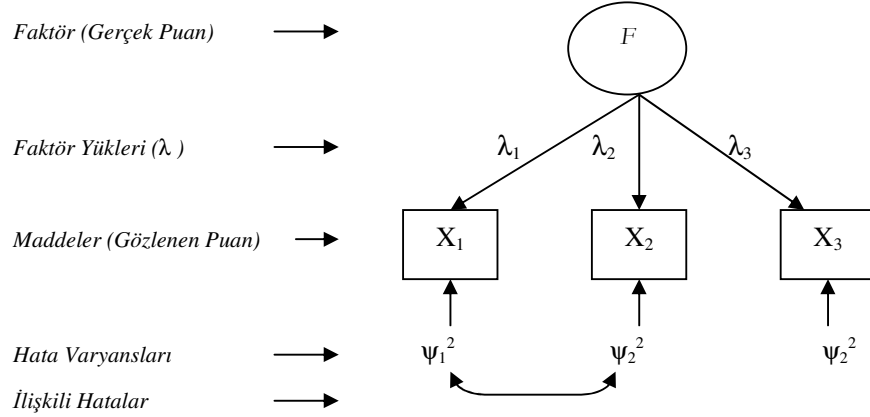 Faktör (Gerçek Puan) F
Faktör Yükleri (λ ) λ₁ λ₂ λ₃
Maddeler (Gözlenen Puan) X₁ X₂ X₃
Hata Varyansları ψ₁² ψ₂² ψ₂²
İlişkili Hatalar